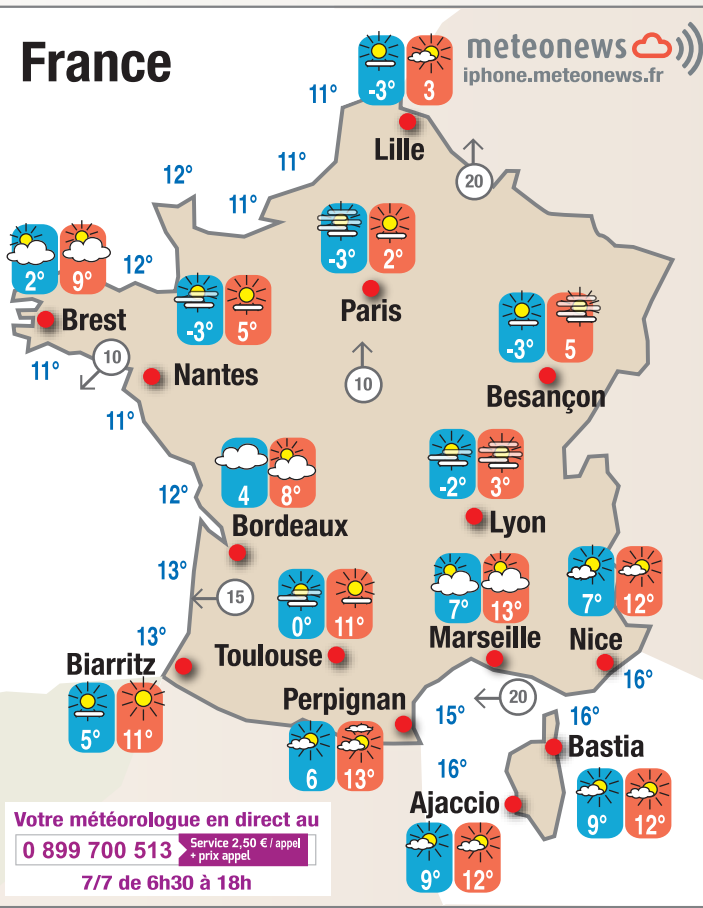 France
meteonews
iphone.meteonews.fr
-3° 3
Lille
11°
11°
12°
11°
20
-3° 2°
Paris
2° 9°
Brest
12°
-3° 5°
Nantes
10
11°
11°
10
-3° 5
Besançon
4 8°
Bordeaux
12°
-2° 3°
Lyon
13°
15
0° 11°
Toulouse
7° 13°
Marseille
7° 12°
Nice
13°
Biarritz
5° 11°
Perpignan
6 13°
15°
20
16°
16°
Bastia
9° 12°
16°
Ajaccio
9° 12°
Votre météorologue en direct au
0 899 700 513
Service 2,50 € / appel
+ prix appel
7/7 de 6h30 à 18h